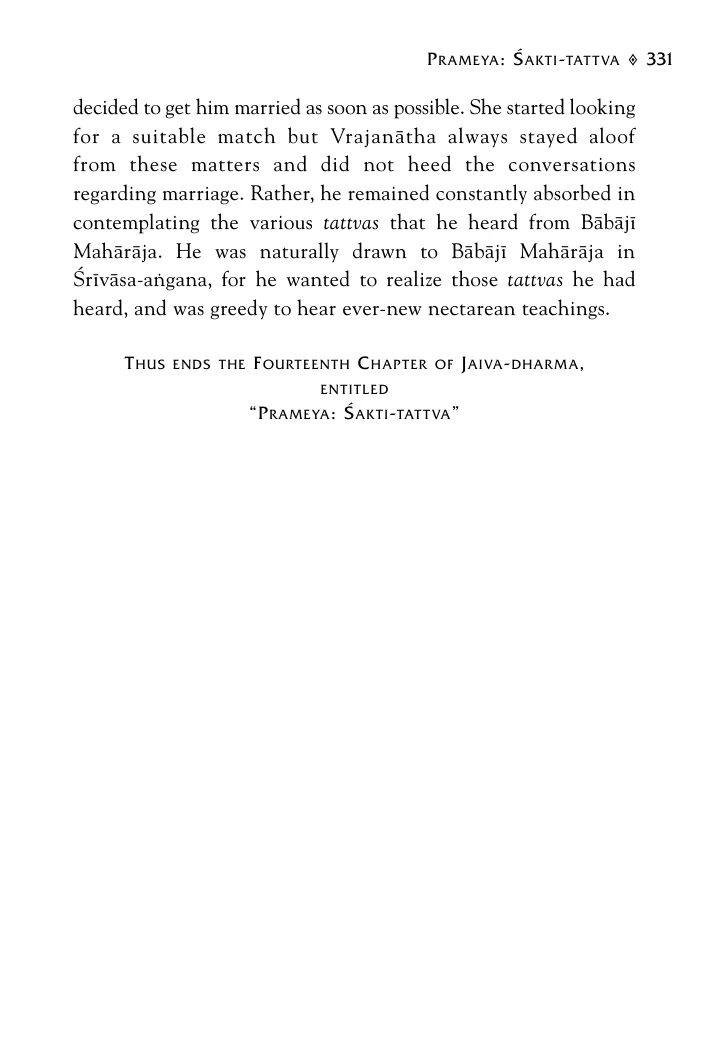 Prameya: Śakti-tattva ◊ 331
decided to get him married as soon as possible. She started looking
for a suitable match but Vrajanātha always stayed aloof
from these matters and did not heed the conversations
regarding marriage. Rather, he remained constantly absorbed in
contemplating the various tattvas that he heard from Bābājī
Mahārāja. He was naturally drawn to Bābājī Mahārāja in
Śrīvāsa-aṅgana, for he wanted to realize those tattvas he had
heard, and was greedy to hear ever-new nectarean teachings.
Thus ends the Fourteenth Chapter of Jaiva-dharma,
entitled
“Prameya: Śakti-tattva”